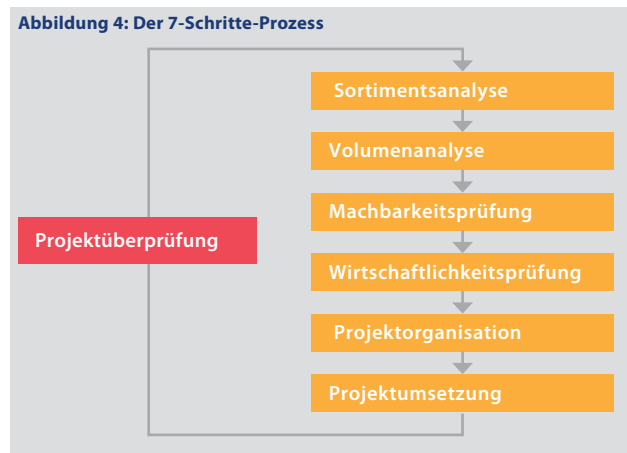 Abbildung 4: Der 7-Schritte-Prozess
Sortimentsanalyse
Volumenanalyse
Machbarkeitsprüfung
Wirtschaftlichkeitsprüfung
Projektorganisation
Projektumsetzung
Projektüberprüfung